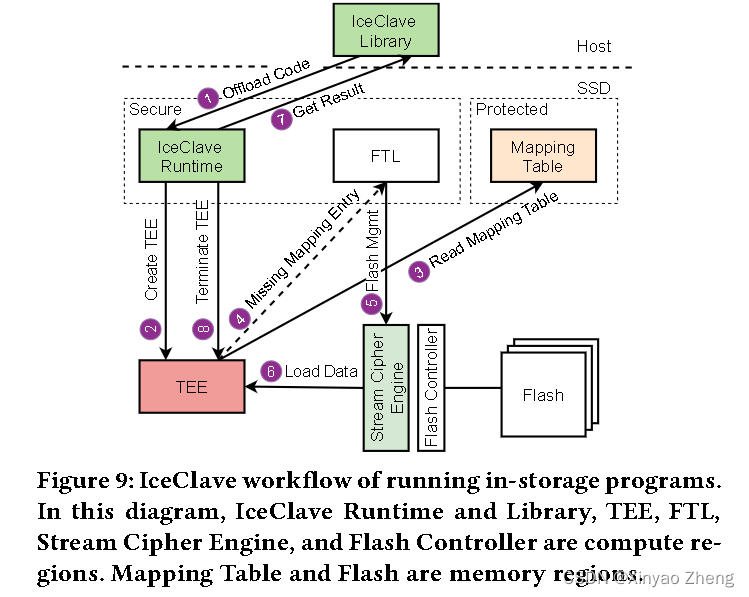 IceClave
Library
Host
SSD
1 Offload Code
7 Get Result
Secure
Protected
IceClave
Runtime
FTL
Mapping
Table
Create TEE
2
Terminate TEE
8
4 Missing Mapping Entry
5 Flash Mgmt
3 Read Mapping Table
6 Load Data
TEE
Stream Cipher
Engine
Flash Controller
Flash
Figure 9: IceClave workflow of running in-storage programs.
In this diagram, IceClave Runtime and Library, TEE, FTL,
Stream Cipher Engine, and Flash Controller are compute re-
gions. Mapping Table and Flash are memory regions.
CSDN @Xinyao Zheng